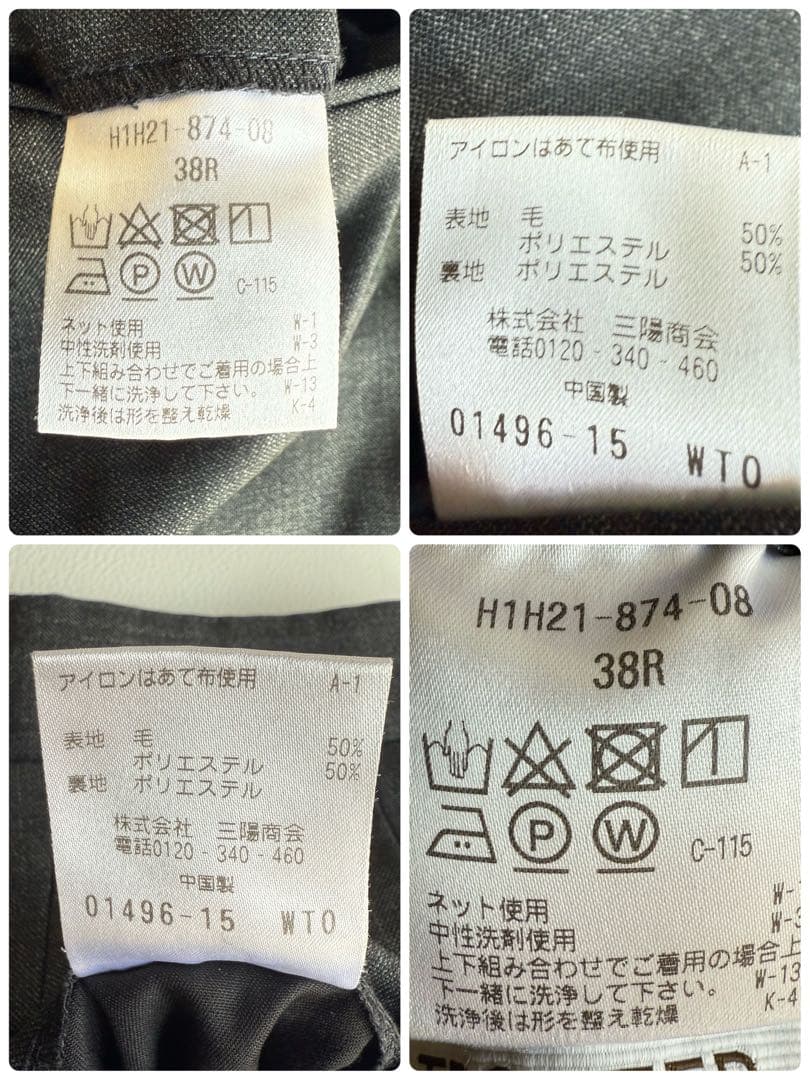 H1H21-874-08
38R
P W C-115
ネット使用 W-1
中性洗剤使用 W-3
上下組み合わせでご着用の場合上
下一緒に洗浄して下さい。 W-13
洗浄後は形を整え乾燥 K-4
アイロンはあて布使用 A-1
表地 毛 50%
ポリエステル 50%
裏地 ポリエステル
株式会社 三陽商会
電話0120-340-460
中国製
01496-15 WTO
アイロンはあて布使用 A-1
表地 毛 50%
ポリエステル 50%
裏地 ポリエステル
株式会社 三陽商会
電話0120-340-460
中国製
01496-15 WTO
H1H21-874-08
38R
P W C-115
ネット使用
中性洗剤使用
上下組み合わせでご着用の場合上
下一緒に洗浄して下さい。 W-13
洗浄後は形を整え乾燥 K-4